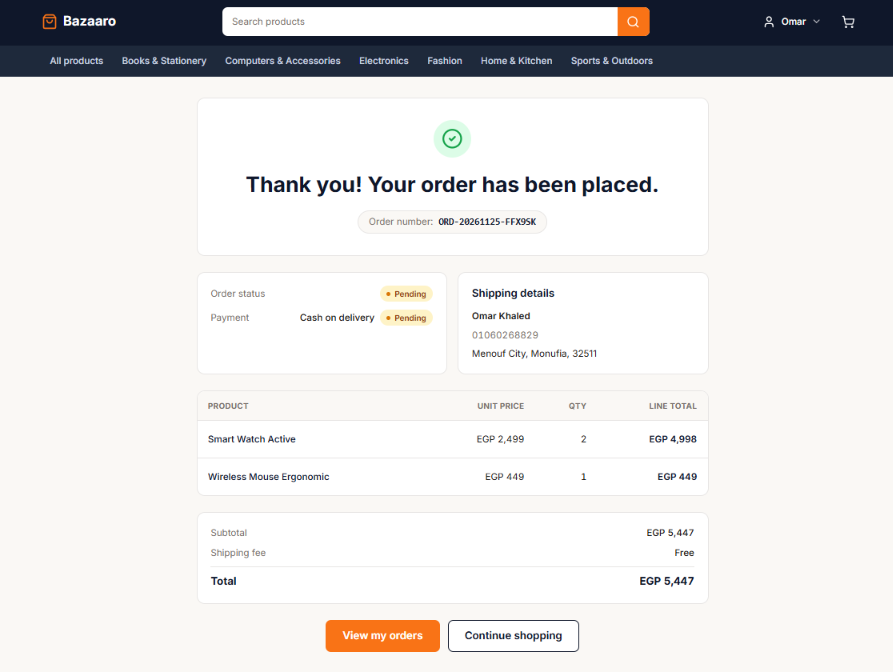 Bazaaro
Search products
Omar
All products Books & Stationery Computers & Accessories Electronics Fashion Home & Kitchen Sports & Outdoors
Thank you! Your order has been placed.
Order number: ORD-20261125-FFX9SK
Order status Pending
Payment Cash on delivery Pending
Shipping details
Omar Khaled
01060268829
Menouf City, Monufia, 32511
PRODUCT UNIT PRICE QTY LINE TOTAL
Smart Watch Active EGP 2,499 2 EGP 4,998
Wireless Mouse Ergonomic EGP 449 1 EGP 449
Subtotal EGP 5,447
Shipping fee Free
Total EGP 5,447
View my orders Continue shopping